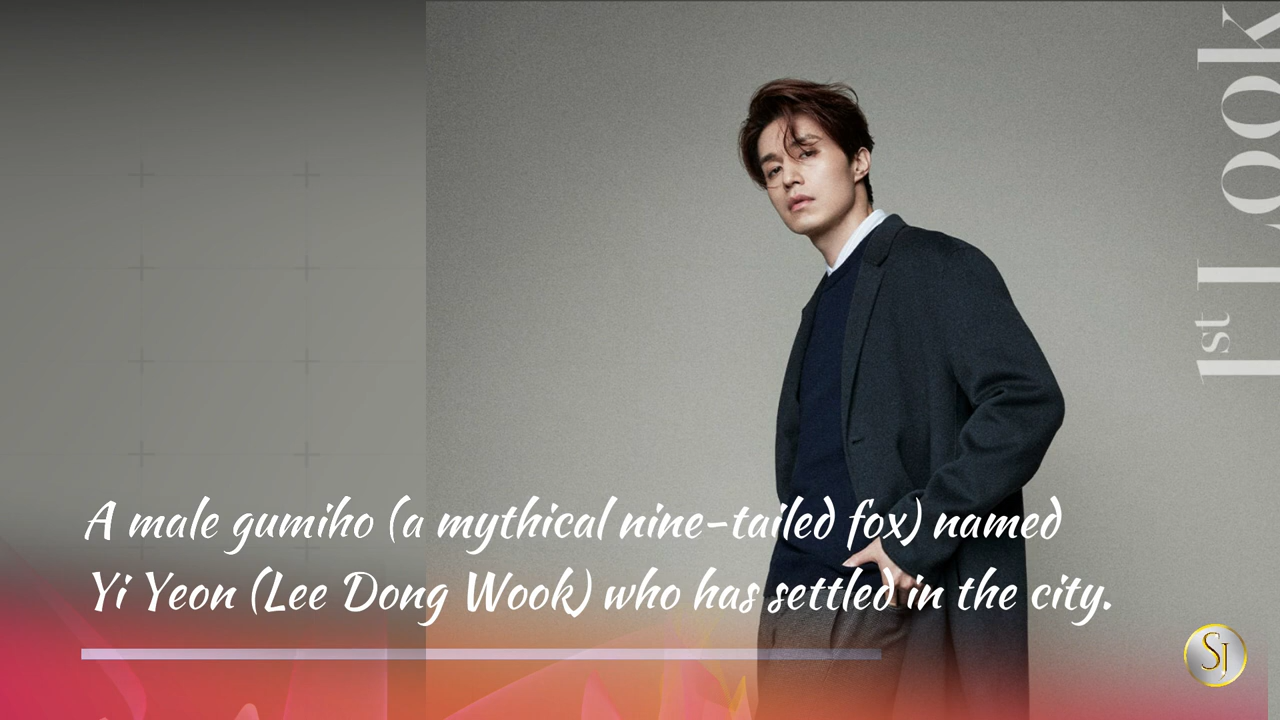 A male gumiho (a mythical nine-tailed fox) named
Yi Yeon (Lee Dong Wook) who has settled in the city.
1st Look
SJ